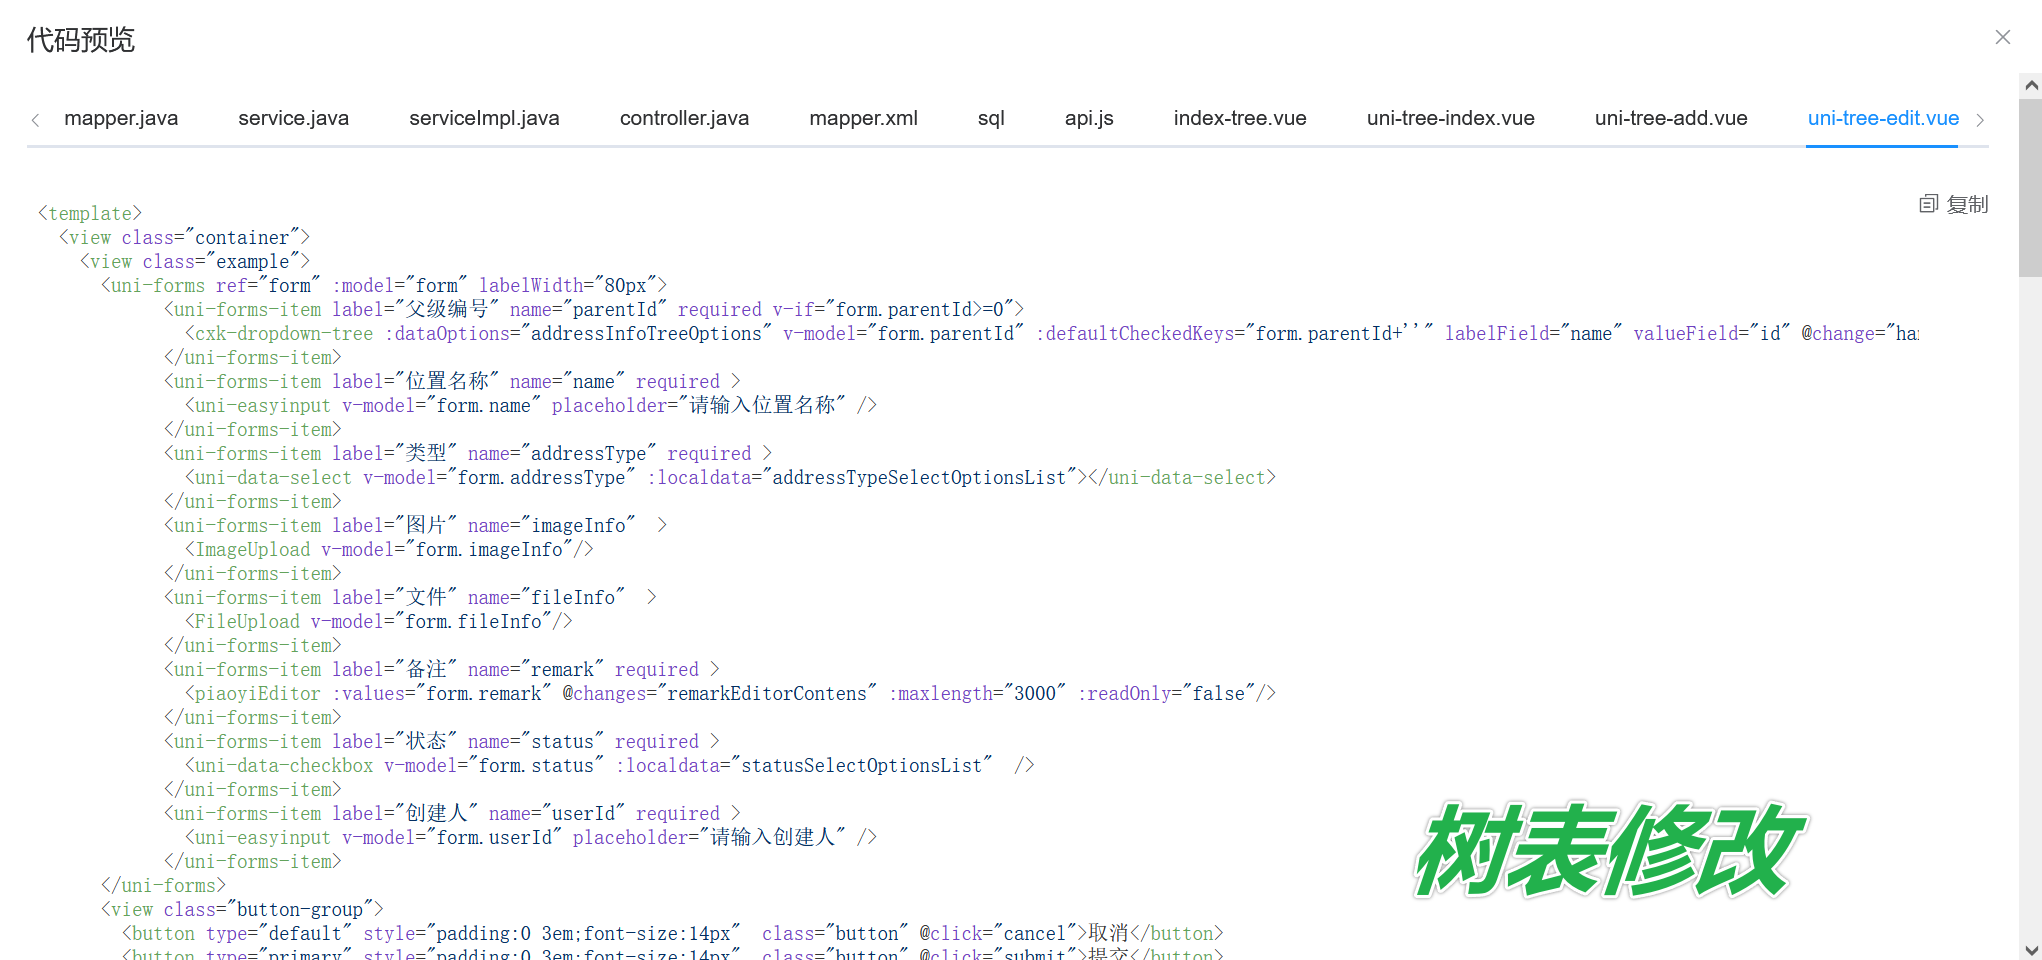 代码预览
mapper.java service.java serviceImpl.java controller.java mapper.xml sql api.js index-tree.vue uni-tree-index.vue uni-tree-add.vue uni-tree-edit.vue
复制
<template>
  <view class="container">
    <view class="example">
      <uni-forms ref="form" :model="form" labelWidth="80px">
            <uni-forms-item label="父级编号" name="parentId" required v-if="form.parentId>=0">
              <cxk-dropdown-tree :dataOptions="addressInfoTreeOptions" v-model="form.parentId" :defaultCheckedKeys="form.parentId+''" labelField="name" valueField="id" @change="han
            </uni-forms-item>
            <uni-forms-item label="位置名称" name="name" required >
              <uni-easyinput v-model="form.name" placeholder="请输入位置名称" />
            </uni-forms-item>
            <uni-forms-item label="类型" name="addressType" required >
              <uni-data-select v-model="form.addressType" :localdata="addressTypeSelectOptionsList"></uni-data-select>
            </uni-forms-item>
            <uni-forms-item label="图片" name="imageInfo"  >
              <ImageUpload v-model="form.imageInfo"/>
            </uni-forms-item>
            <uni-forms-item label="文件" name="fileInfo"  >
              <FileUpload v-model="form.fileInfo"/>
            </uni-forms-item>
            <uni-forms-item label="备注" name="remark" required >
              <piaoyiEditor :values="form.remark" @changes="remarkEditorContens" :maxlength="3000" :readOnly="false"/>
            </uni-forms-item>
            <uni-forms-item label="状态" name="status" required >
              <uni-data-checkbox v-model="form.status" :localdata="statusSelectOptionsList"  />
            </uni-forms-item>
            <uni-forms-item label="创建人" name="userId" required >
              <uni-easyinput v-model="form.userId" placeholder="请输入创建人" />
            </uni-forms-item>
      </uni-forms>
      <view class="button-group">
        <button type="default" style="padding:0 3em;font-size:14px"  class="button" @click="cancel">取消</button>
        <button type="primary" style="padding:0 3em;font-size:14px"  class="button" @click="submit">提交</button>
树表修改